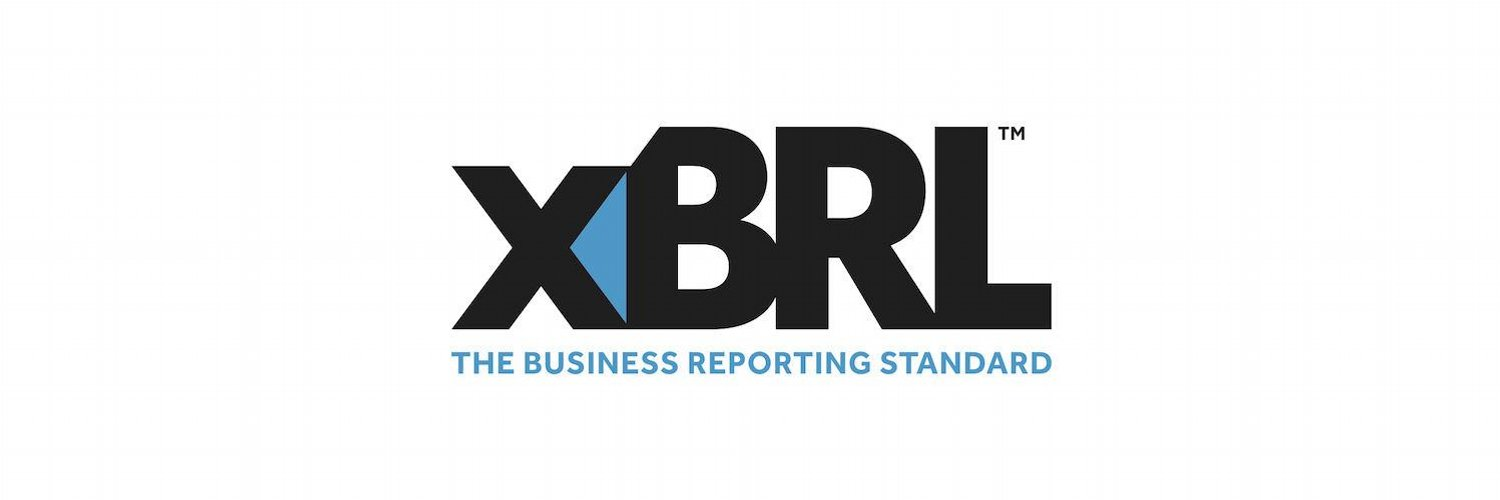 xBRL™
THE BUSINESS REPORTING STANDARD